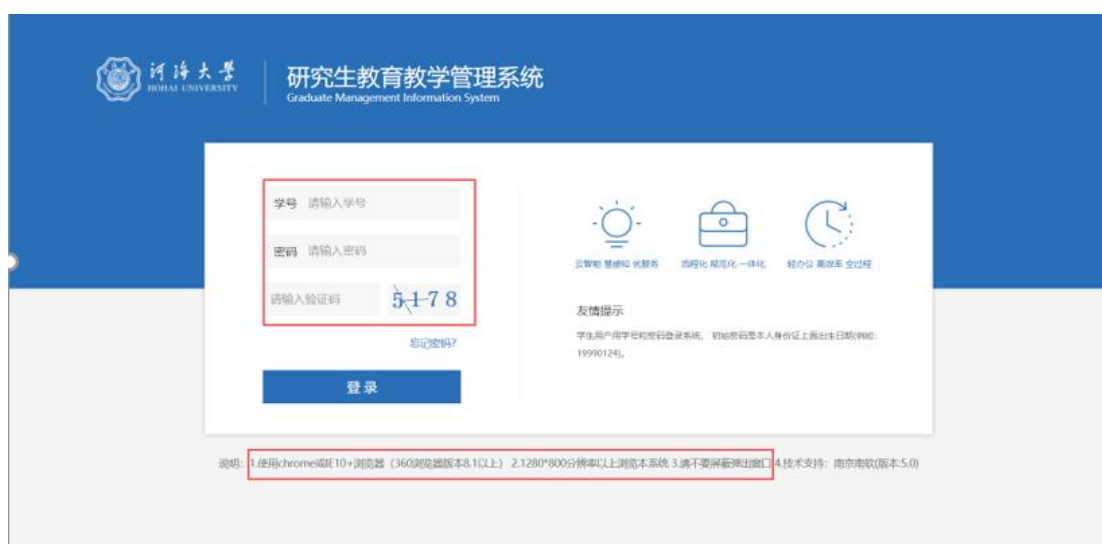 河海大学
HOHAI UNIVERSITY
研究生教育教学管理系统
Graduate Management Information System
学号 请输入学号
密码 请输入密码
请输入验证码 5178
忘记密码?
登录
云智能 慧感知 优服务
流程化 规范化 一体化
轻办公 高效率 全过程
友情提示
学生用户用学号和密码登录系统， 初始密码是本人身份证上面出生日期(例如:
19990124)。
说明: 1.使用chrome或IE10+浏览器（360浏览器版本8.1以上） 2.1280*800分辨率以上浏览本系统 3.请不要屏蔽弹出窗口 4.技术支持：南京南软(版本:5.0)